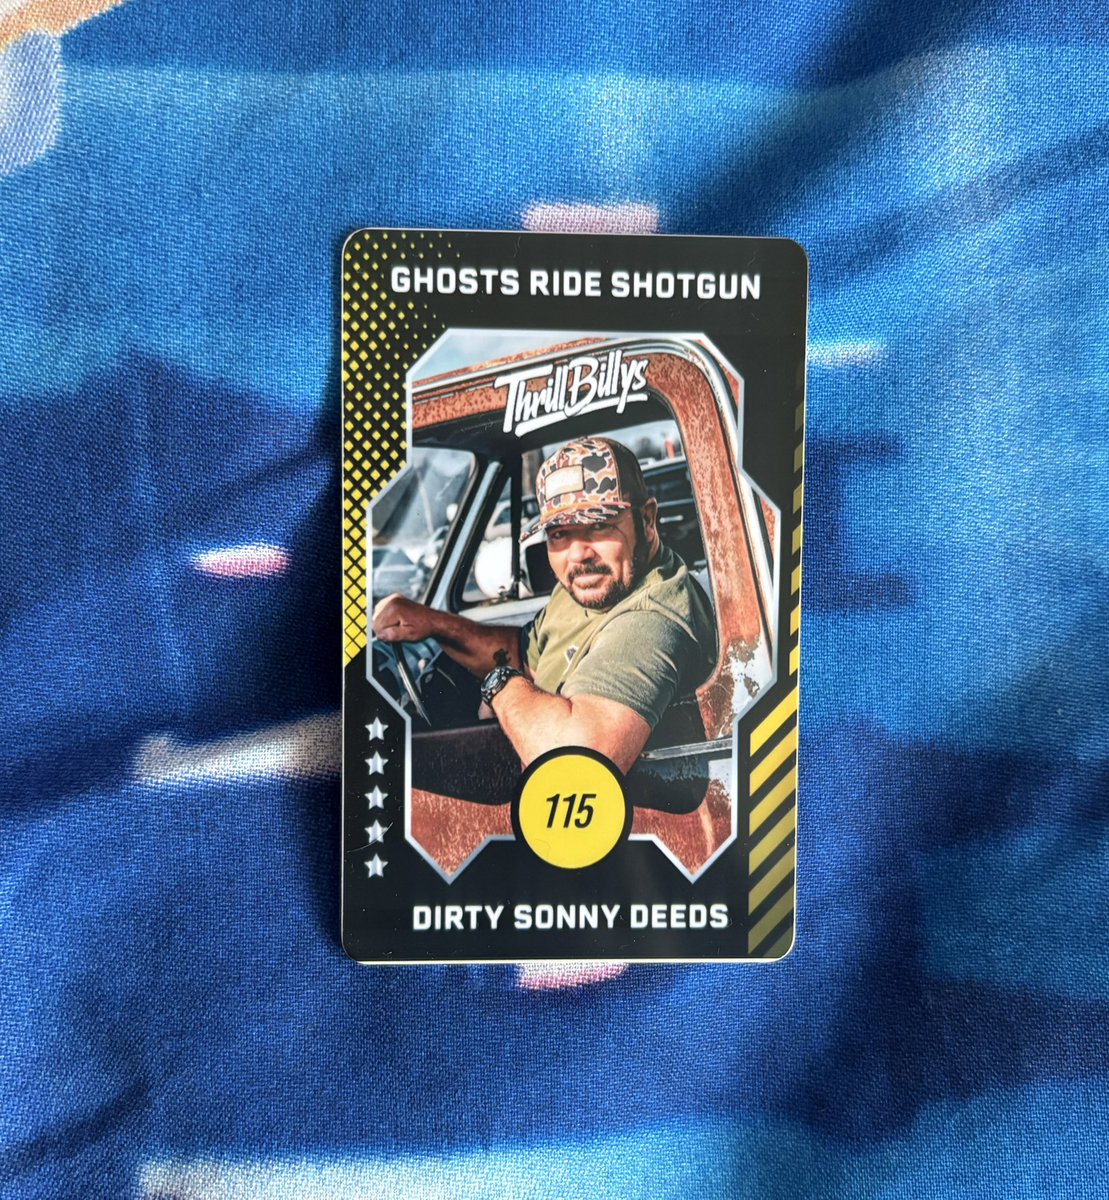 GHOSTS RIDE SHOTGUN
ThrillBillys
115
DIRTY SONNY DEEDS